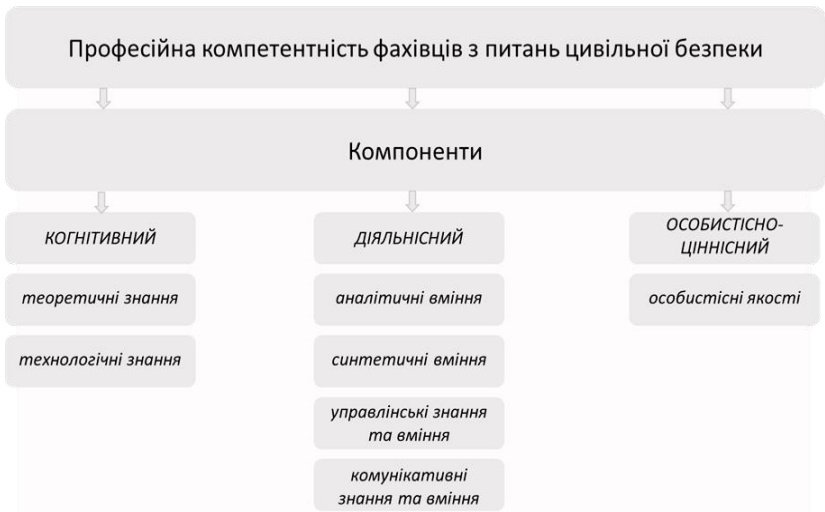 Професійна компетентність фахівців з питань цивільної безпеки
Компоненти
КОГНІТИВНИЙ
теоретичні знання
технологічні знання
ДІЯЛЬНІСНИЙ
аналітичні вміння
синтетичні вміння
управлінські знання
та вміння
комунікативні
знання та вміння
ОСОБИСТІСНО-
ЦІННІСНИЙ
особистісні якості